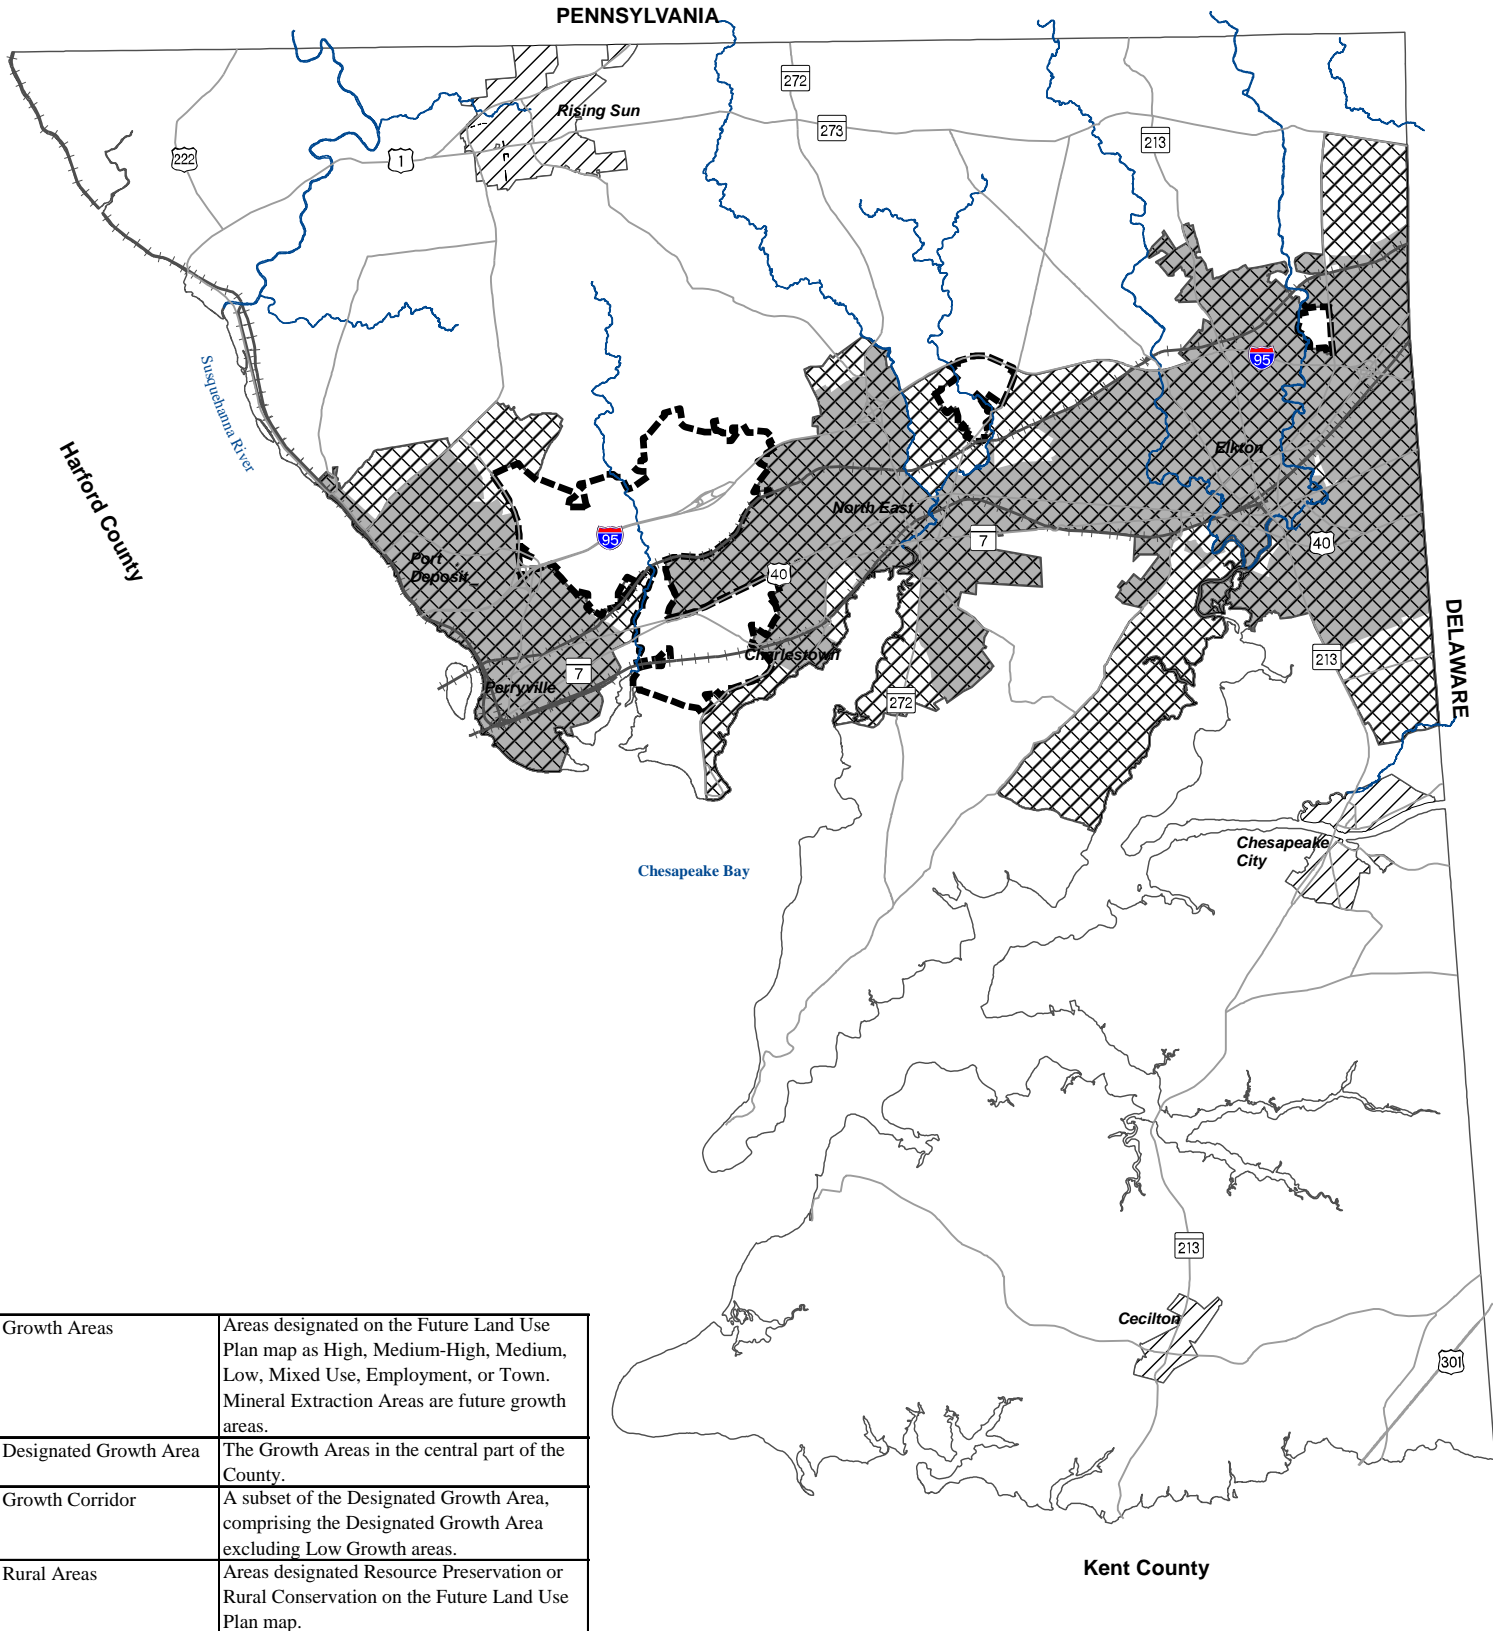 PENNSYLVANIA
272
Rising Sun
273
213
222
1
Susquehanna River
95
Harford County
Elkton
North East
95
7
40
Port
Deposit
40
DELAWARE
Charlestown
213
7
Perryville
272
Chesapeake
City
Chesapeake Bay
213
Cecilton
301
Growth Areas
Areas designated on the Future Land Use
Plan map as High, Medium-High, Medium,
Low, Mixed Use, Employment, or Town.
Mineral Extraction Areas are future growth
areas.
Designated Growth Area
The Growth Areas in the central part of the
County.
Growth Corridor
A subset of the Designated Growth Area,
comprising the Designated Growth Area
excluding Low Growth areas.
Rural Areas
Areas designated Resource Preservation or
Rural Conservation on the Future Land Use
Plan map.
Kent County